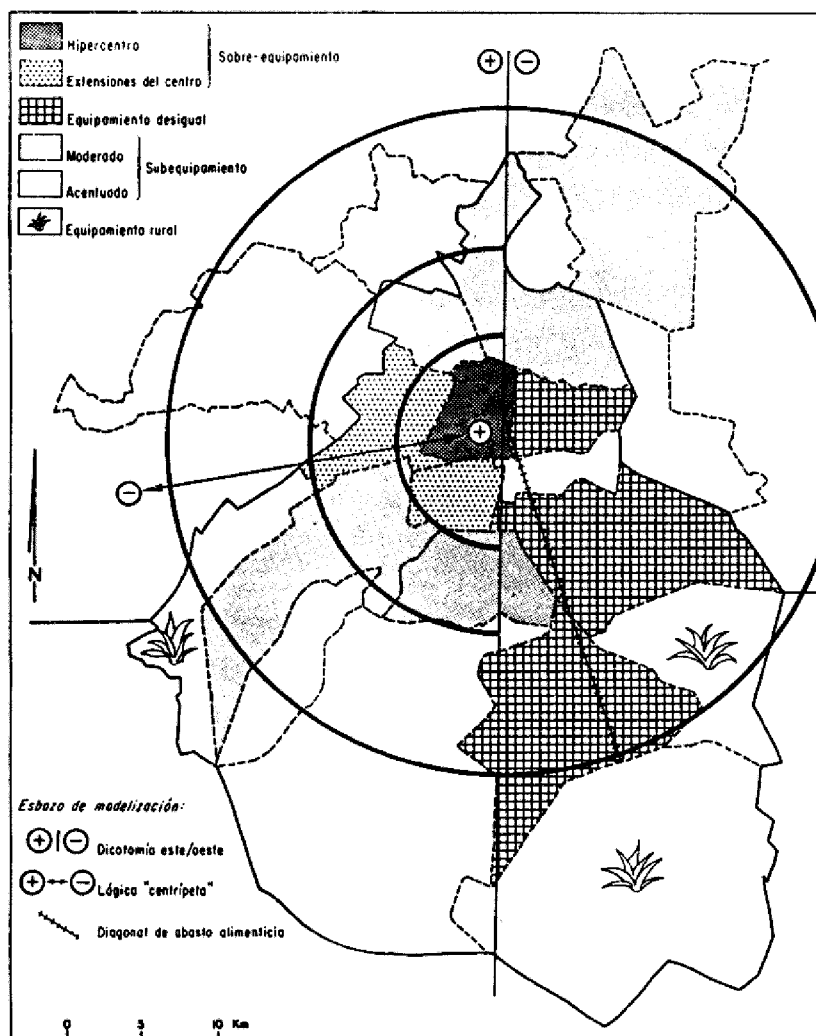 Hipercentro
Sobre-equipamiento
Extensiones del centro
Equipamiento desigual
Moderado
Subequipamiento
Acentuado
Equipamiento rural
+ -
+
-
N
Esbozo de modelización:
+ | - Dicotomía este/oeste
+ ↔ - Lógica "centrípeta"
Diagonal de abasto alimenticio
0 3 10 Km